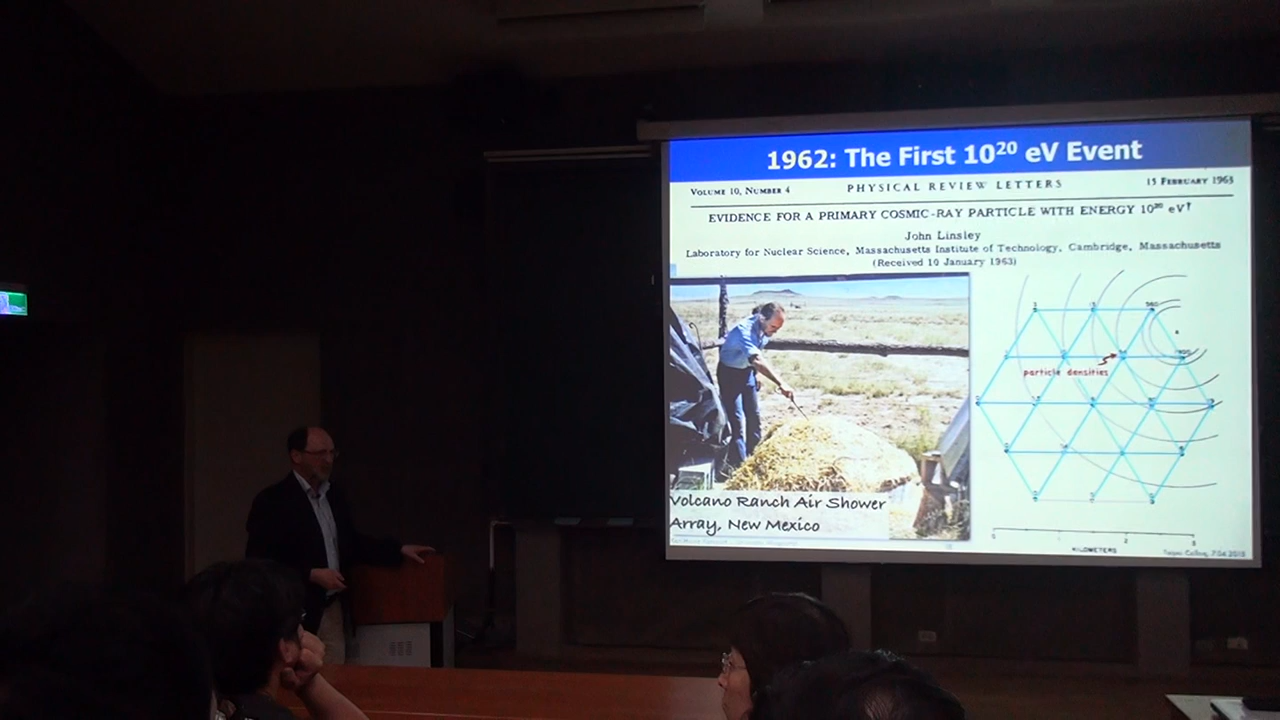 1962: The First 10²⁰ eV Event
VOLUME 10, NUMBER 4
PHYSICAL REVIEW LETTERS
15 FEBRUARY 1963
EVIDENCE FOR A PRIMARY COSMIC-RAY PARTICLE WITH ENERGY 10²⁰ eV†
John Linsley
Laboratory for Nuclear Science, Massachusetts Institute of Technology, Cambridge, Massachusetts
(Received 10 January 1963)
particle densities
Volcano Ranch Air Shower
Array, New Mexico
0 2
KILOMETERS